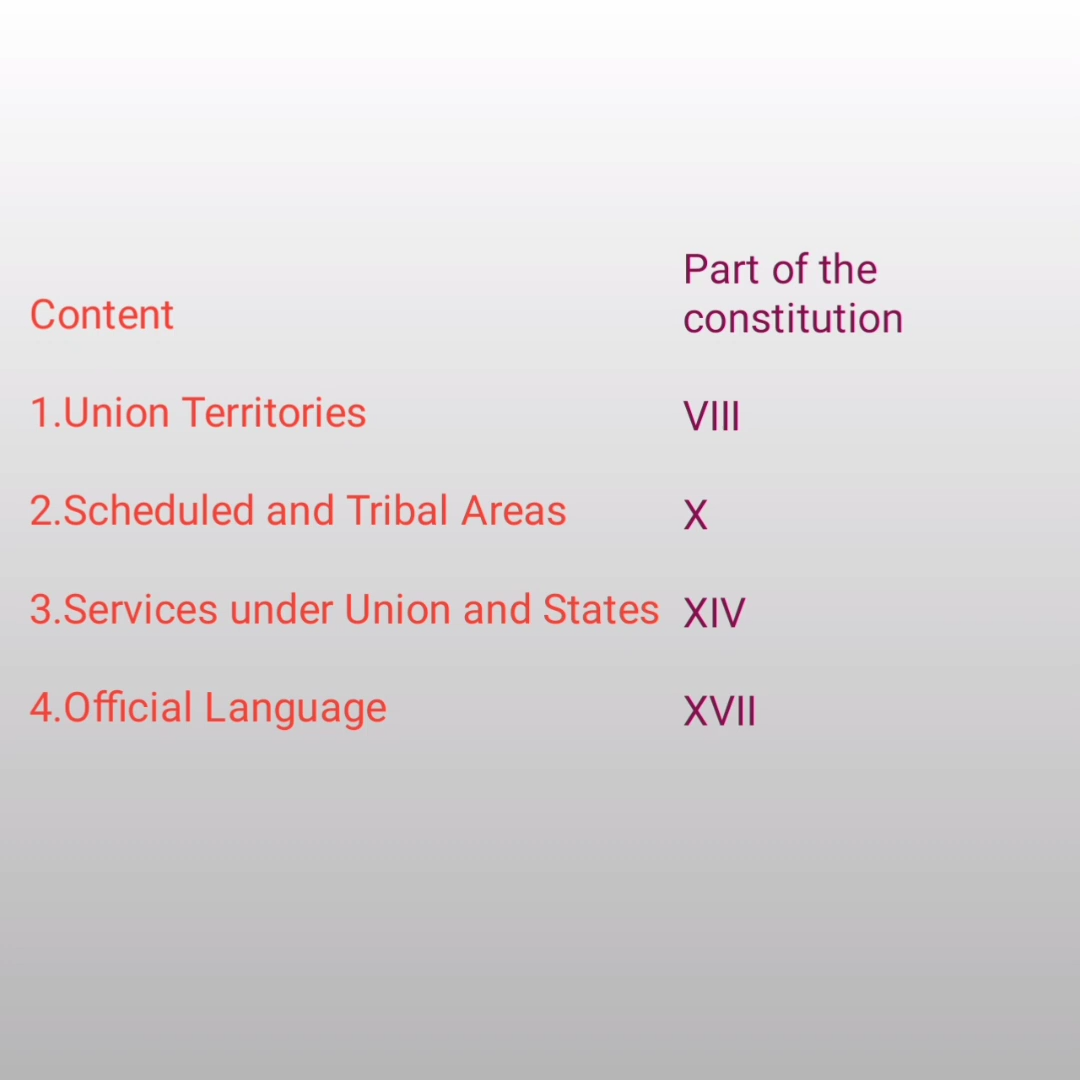 Part of the
Content constitution
1.Union Territories VIII
2.Scheduled and Tribal Areas X
3.Services under Union and States XIV
4.Official Language XVII